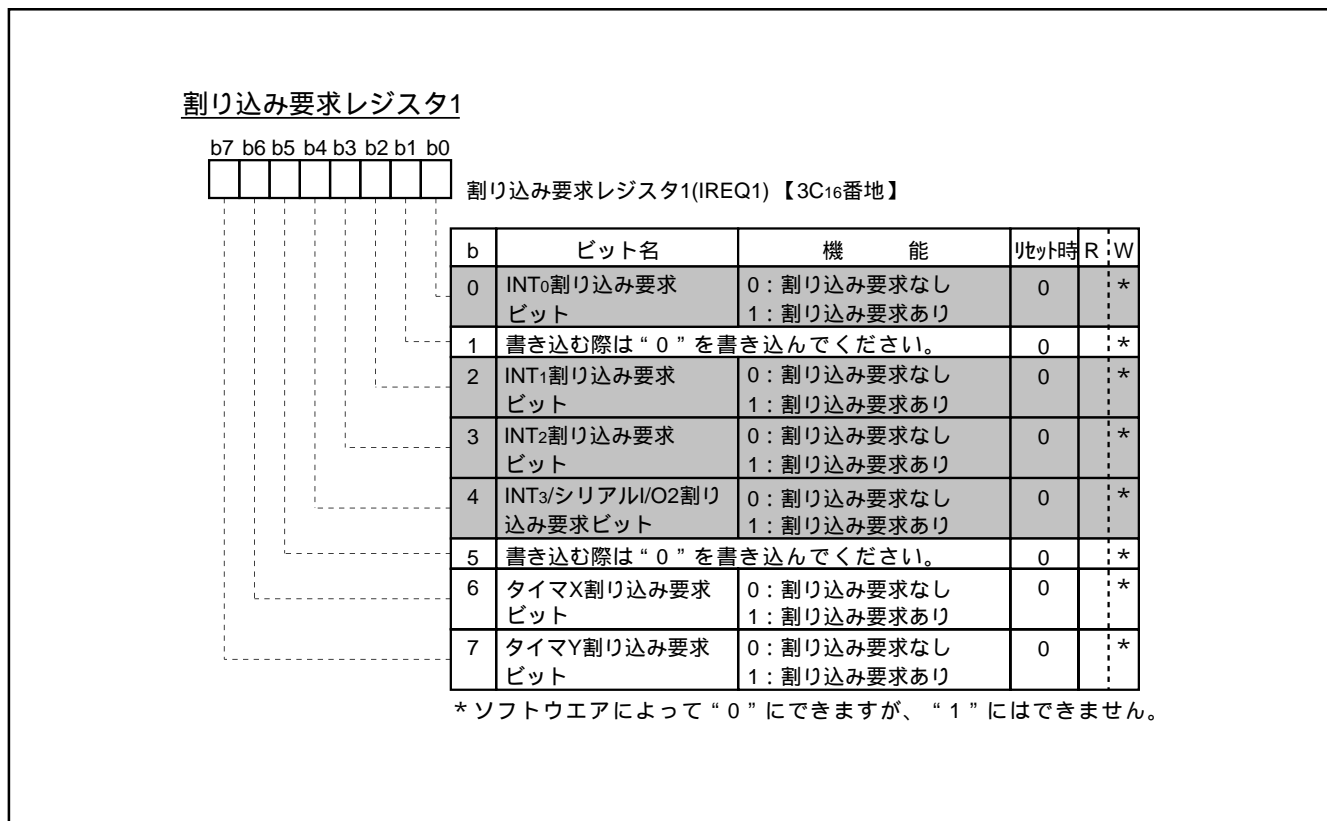 割り込み要求レジスタ1
b7 b6 b5 b4 b3 b2 b1 b0
割り込み要求レジスタ1(IREQ1)【3C16番地】
b ビット名 機 能 リセット時 R W
0 INT0割り込み要求 0：割り込み要求なし 0 *
ビット 1：割り込み要求あり
1 書き込む際は“0”を書き込んでください。 0 *
2 INT1割り込み要求 0：割り込み要求なし 0 *
ビット 1：割り込み要求あり
3 INT2割り込み要求 0：割り込み要求なし 0 *
ビット 1：割り込み要求あり
4 INT3/シリアルI/O2割り 0：割り込み要求なし 0 *
込み要求ビット 1：割り込み要求あり
5 書き込む際は“0”を書き込んでください。 0 *
6 タイマX割り込み要求 0：割り込み要求なし 0 *
ビット 1：割り込み要求あり
7 タイマY割り込み要求 0：割り込み要求なし 0 *
ビット 1：割り込み要求あり
*ソフトウエアによって“0”にできますが、“1”にはできません。